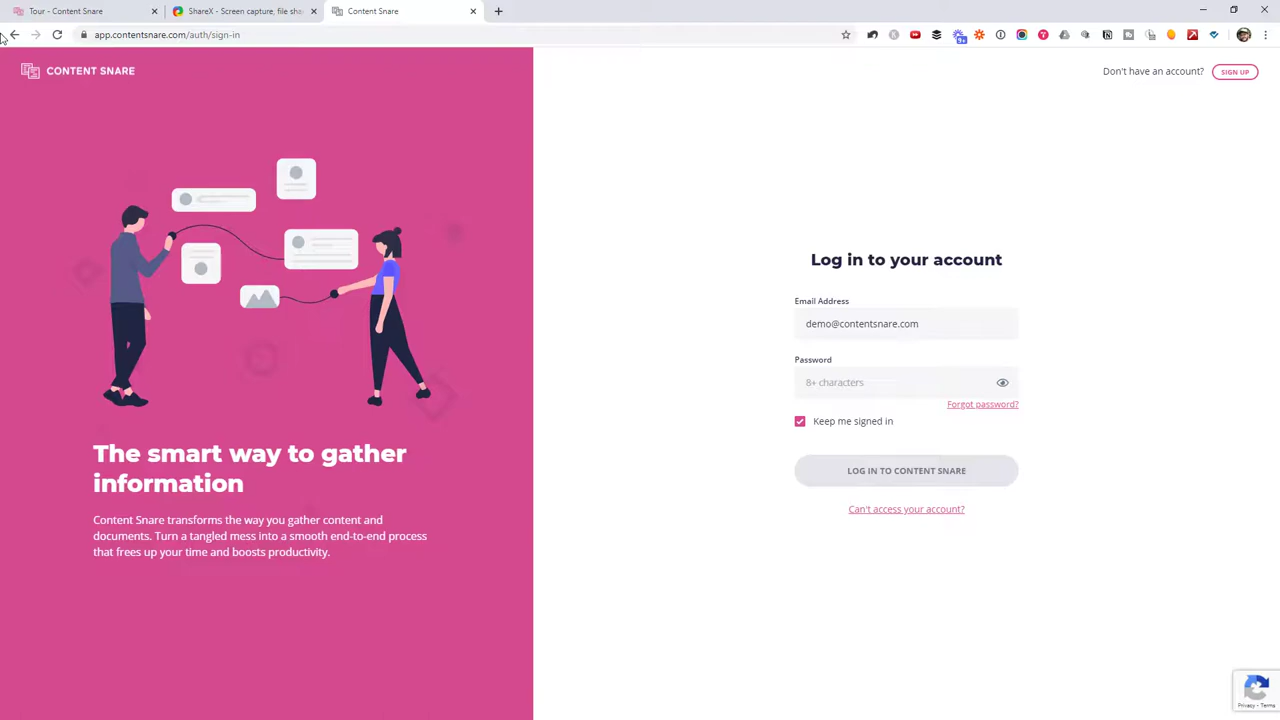 Tour - Content Snare
ShareX - Screen capture, file sha
Content Snare
app.contentsnare.com/auth/sign-in
9+
CONTENT SNARE
Don't have an account?
SIGN UP
Log in to your account
Email Address
demo@contentsnare.com
Password
8+ characters
Forgot password?
Keep me signed in
LOG IN TO CONTENT SNARE
Can't access your account?
The smart way to gather
information
Content Snare transforms the way you gather content and
documents. Turn a tangled mess into a smooth end-to-end process
that frees up your time and boosts productivity.
Privacy - Terms